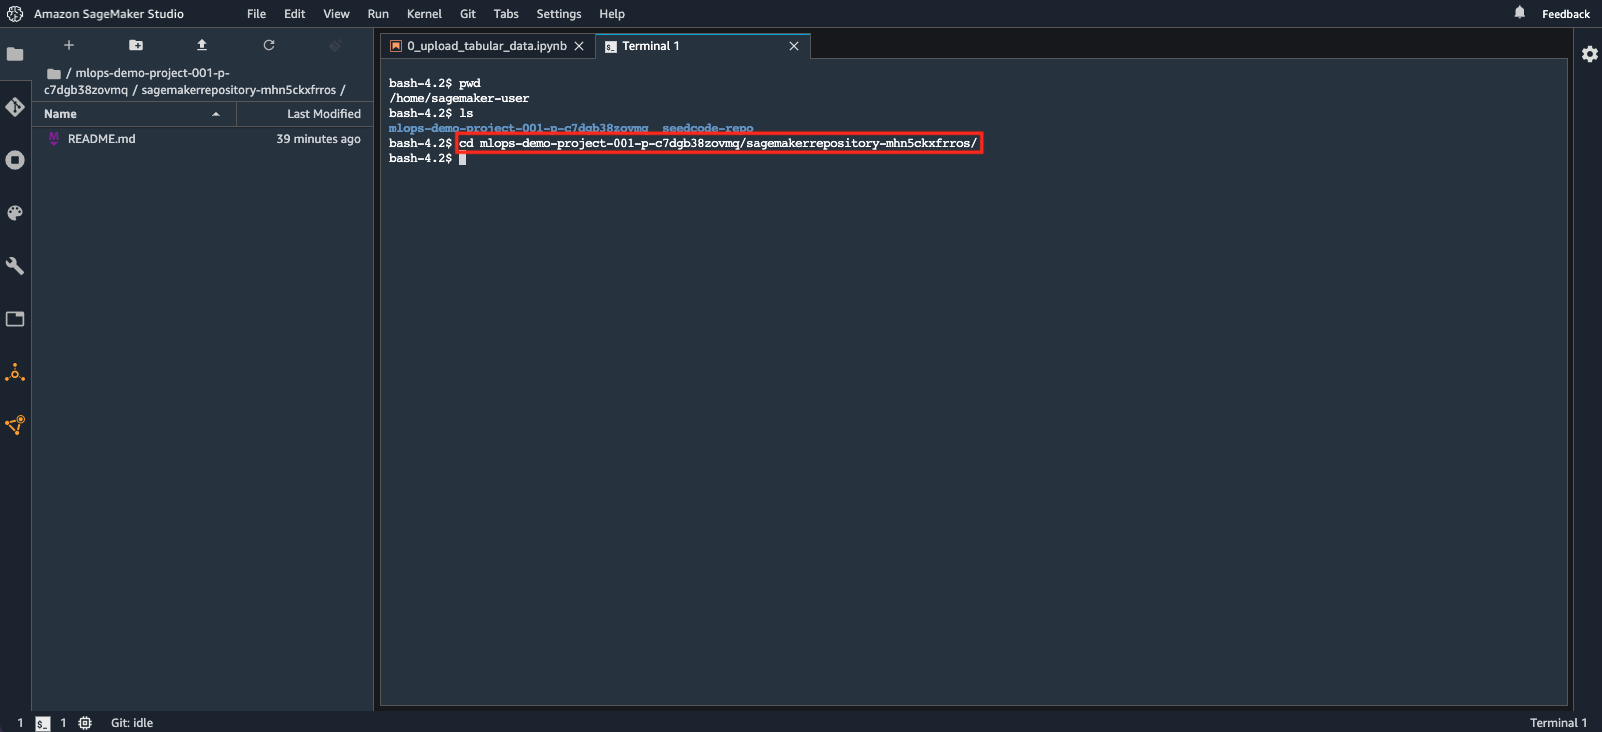 Amazon SageMaker Studio File Edit View Run Kernel Git Tabs Settings Help Feedback
/ mlops-demo-project-001-p-
c7dgb38zovmq / sagemakerrepository-mhn5ckxfrros /
Name Last Modified
M README.md 39 minutes ago
0_upload_tabular_data.ipynb $_ Terminal 1
bash-4.2$ pwd
/home/sagemaker-user
bash-4.2$ ls
mlops-demo-project-001-p-c7dgb38zovmq seedcode-repo
bash-4.2$ cd mlops-demo-project-001-p-c7dgb38zovmq/sagemakerrepository-mhn5ckxfrros/
bash-4.2$
1 $_ 1 Git: idle Terminal 1